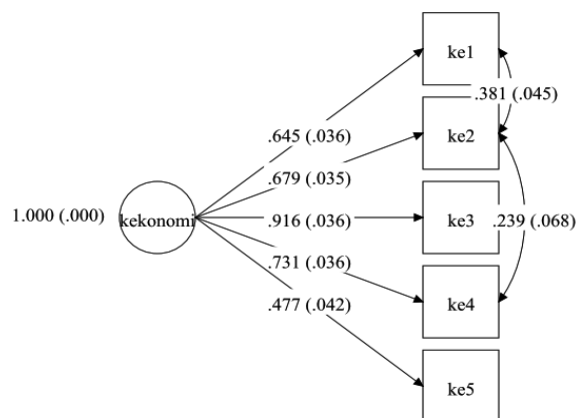 ke1
.381 (.045)
.645 (.036)
ke2
.679 (.035)
1.000 (.000)
kekonomi
.916 (.036)
ke3
.239 (.068)
.731 (.036)
ke4
.477 (.042)
ke5